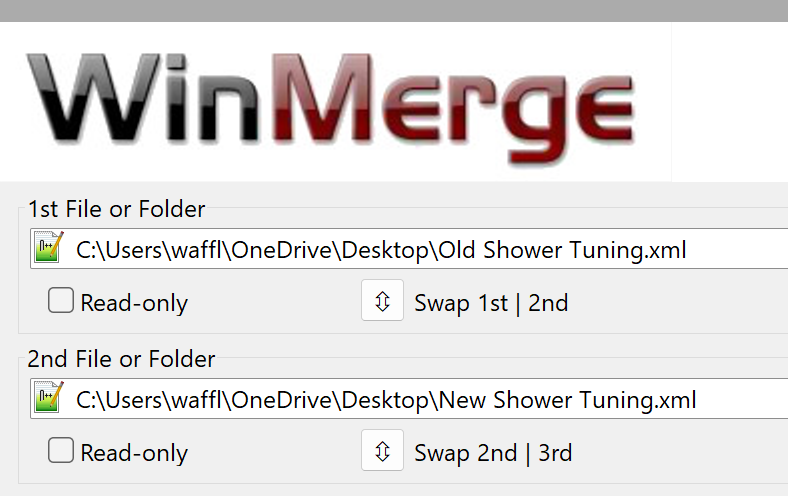 WinMerge
1st File or Folder
C:\Users\waffl\OneDrive\Desktop\Old Shower Tuning.xml
Read-only
Swap 1st | 2nd
2nd File or Folder
C:\Users\waffl\OneDrive\Desktop\New Shower Tuning.xml
Read-only
Swap 2nd | 3rd